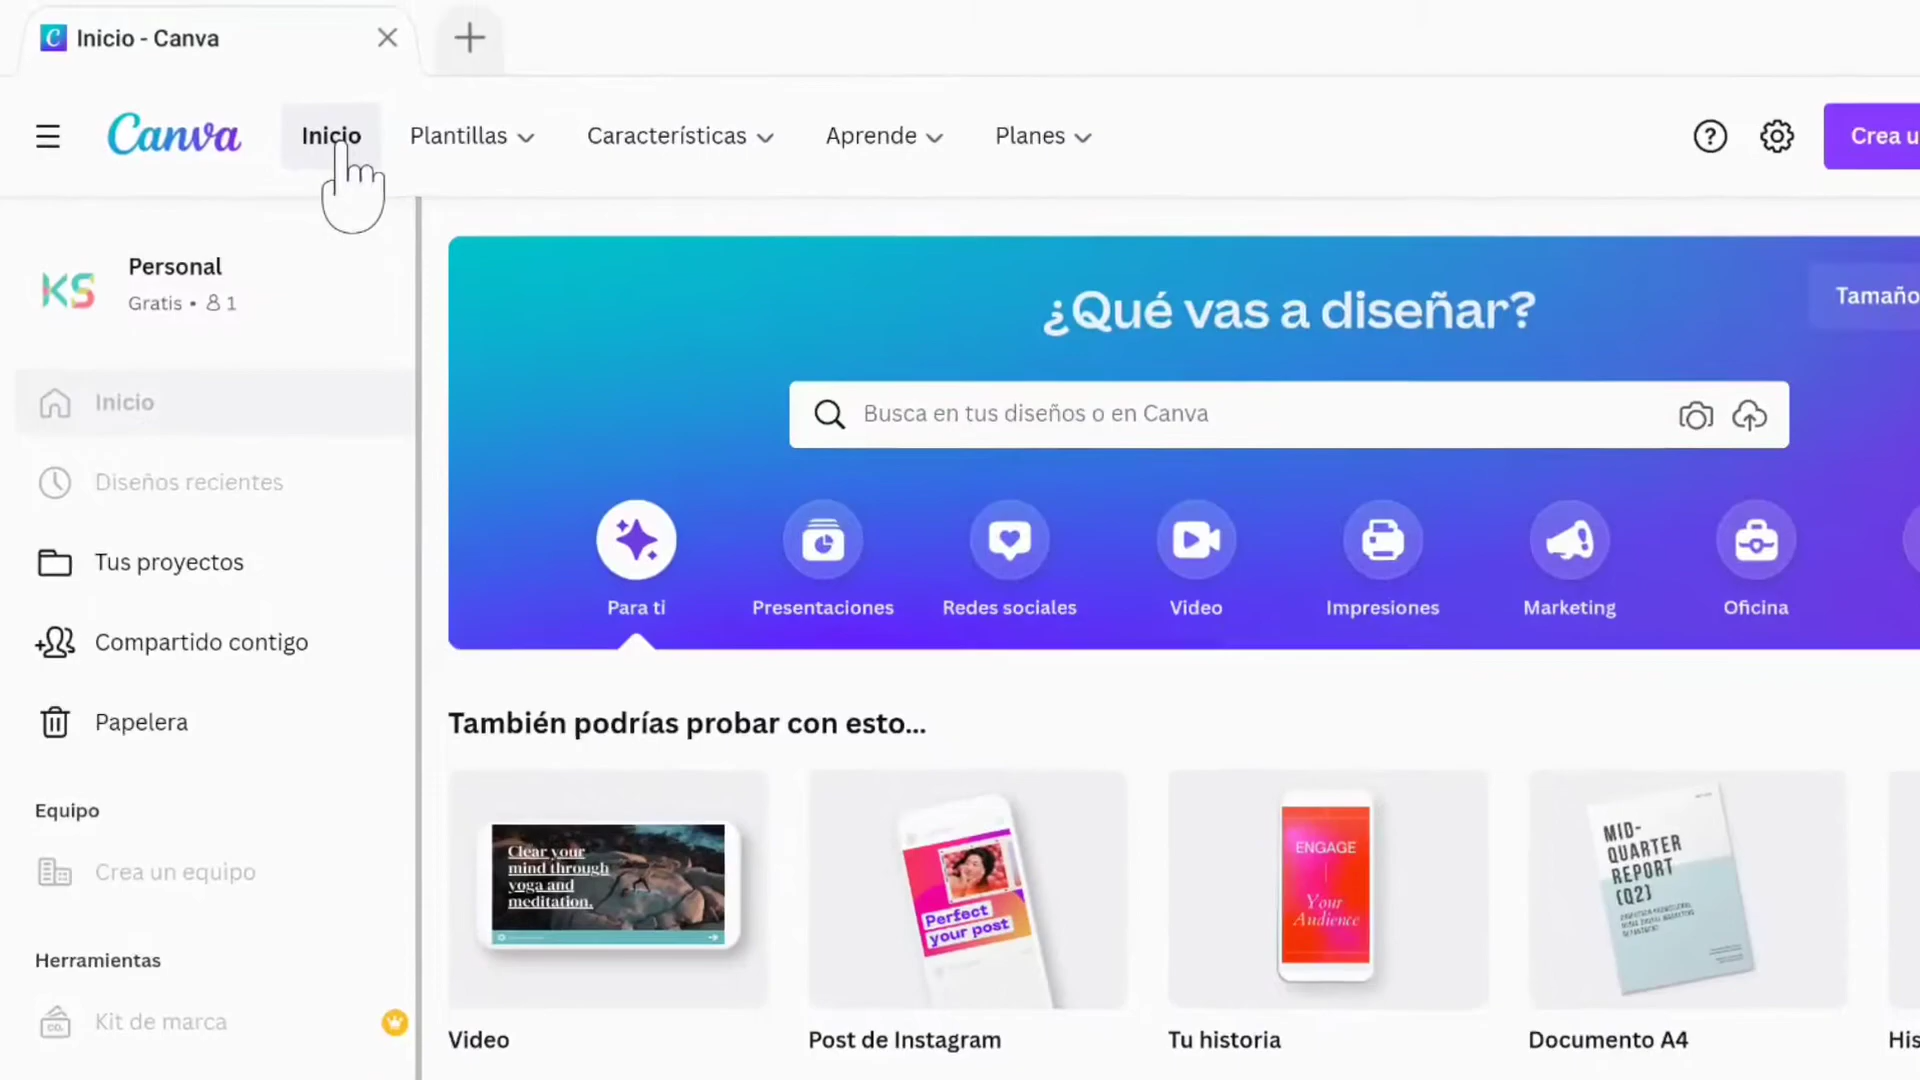 Inicio - Canva
Canva
Inicio
Plantillas
Características
Aprende
Planes
Crea u
KS
Personal
Gratis • 1
Inicio
Diseños recientes
Tus proyectos
Compartido contigo
Papelera
Equipo
Crea un equipo
Herramientas
CO.
Kit de marca
¿Qué vas a diseñar?
Tamaño
Busca en tus diseños o en Canva
Para ti
Presentaciones
Redes sociales
Video
Impresiones
Marketing
Oficina
También podrías probar con esto...
Clear your
mind through
yoga and
meditation.
Perfect
your post
ENGAGE
Your
Audience
MID-
QUARTER
REPORT
(Q2)
Video
Post de Instagram
Tu historia
Documento A4
His